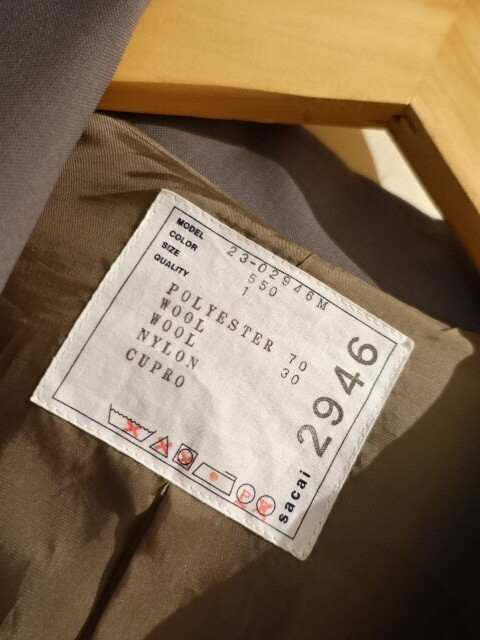 MODEL 23-02946M
COLOR 550
SIZE 1
QUALITY
POLYESTER 70
WOOL 30
WOOL
NYLON
CUPRO
P W
sacai 2946